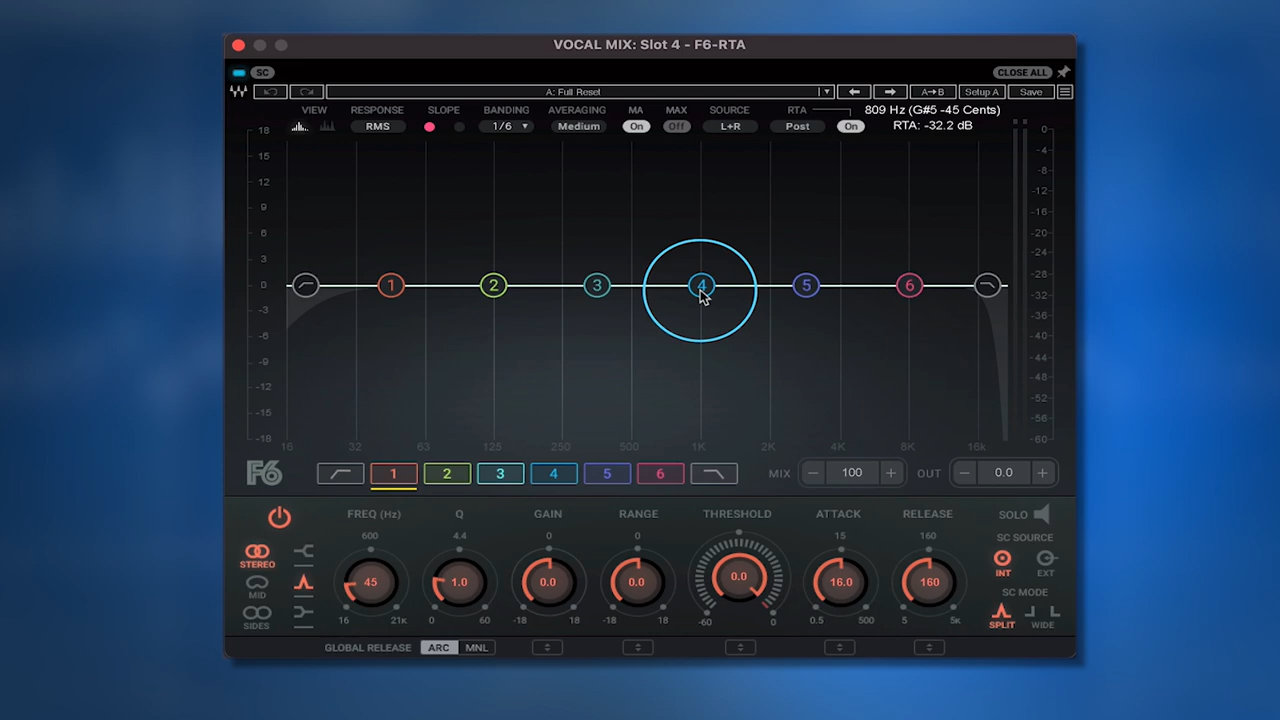 VOCAL MIX: Slot 4 - F6-RTA
SC
CLOSE ALL
A: Full Reset
A→B
Setup A
Save
VIEW RESPONSE SLOPE BANDING AVERAGING MA MAX SOURCE RTA
809 Hz (G#5 -45 Cents)
RMS 1/6 Medium On Off L+R Post On
RTA: -32.2 dB
18 0
15 -4
12 -8
9 -12
6 -16
3 -20
0 -24
-3 -28
-6 -32
-9 -36
-12 -40
-15 -44
-18 -48
-52
-56
-60
1 2 3 4 5 6
16 32 63 125 250 500 1K 2K 4K 8K 16k
F6
1 2 3 4 5 6
MIX 100 OUT 0.0
FREQ (Hz) Q GAIN RANGE THRESHOLD ATTACK RELEASE SOLO
600 4.4 0 0 15 160
SC SOURCE
STEREO
45 1.0 0.0 0.0 0.0 16.0 160
INT EXT
MID
SC MODE
16 21k 0 60 -18 18 -18 18 -60 0 0.5 500 5 5k
SIDES
SPLIT WIDE
GLOBAL RELEASE ARC MNL